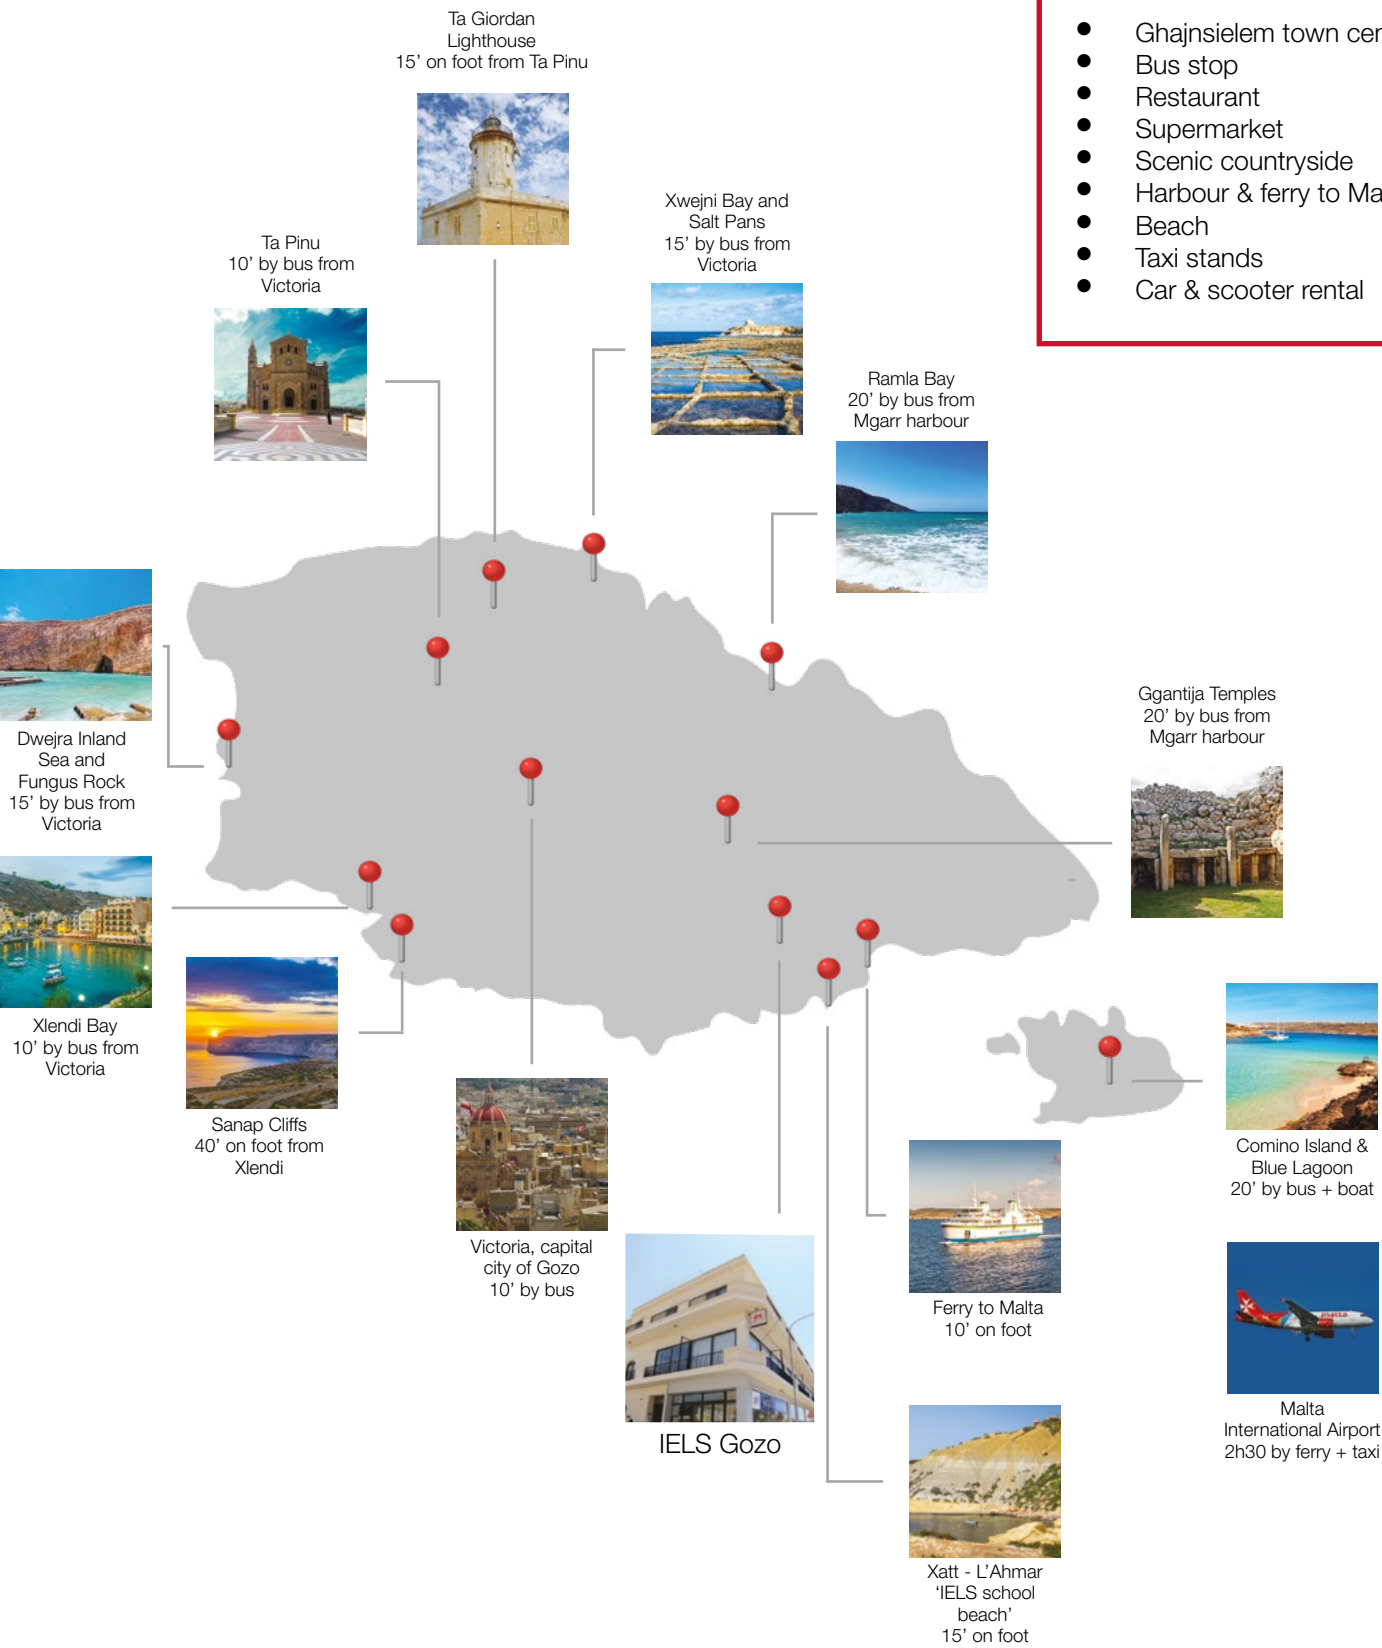 Ta Giordan
Lighthouse
15’ on foot from Ta Pinu
Ghajnsielem town
Bus stop
Restaurant
Supermarket
Scenic countryside
Harbour & ferry to
Beach
Taxi stands
Car & scooter rental
Xwejni Bay and
Salt Pans
15’ by bus from
Victoria
Ta Pinu
10’ by bus from
Victoria
Ramla Bay
20’ by bus from
Mgarr harbour
Ggantija Temples
20’ by bus from
Mgarr harbour
Dwejra Inland
Sea and
Fungus Rock
15’ by bus from
Victoria
Xlendi Bay
10’ by bus from
Victoria
Sanap Cliffs
40’ on foot from
Xlendi
Victoria, capital
city of Gozo
10’ by bus
IELS Gozo
Ferry to Malta
10’ on foot
Comino Island &
Blue Lagoon
20’ by bus + boat
malta
Malta
International Airport
2h30 by ferry + taxi
Xatt - L’Ahmar
‘IELS school
beach’
15’ on foot